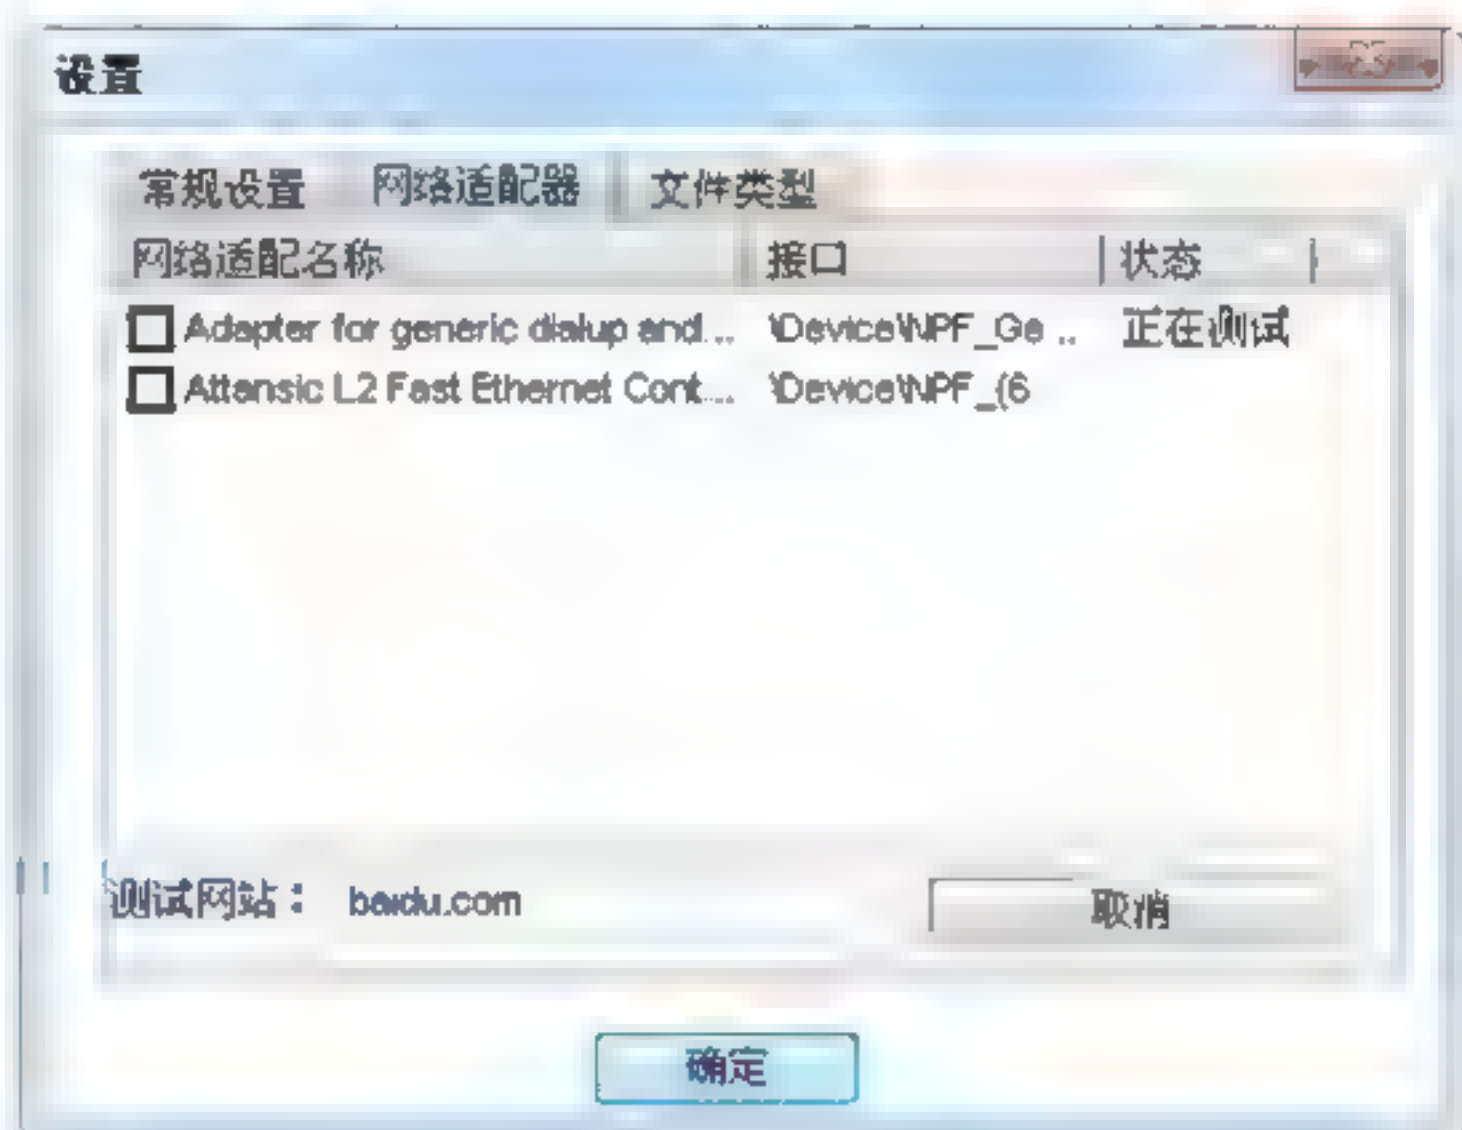 设置
常规设置 网络适配器 文件类型
网络适配名称 接口 状态
Adapter for generic dialup and... \Device\NPF_Ge .. 正在测试
Attansic L2 Fast Ethernet Cont... \Device\NPF_{6
测试网站： baidu.com 取消
确定